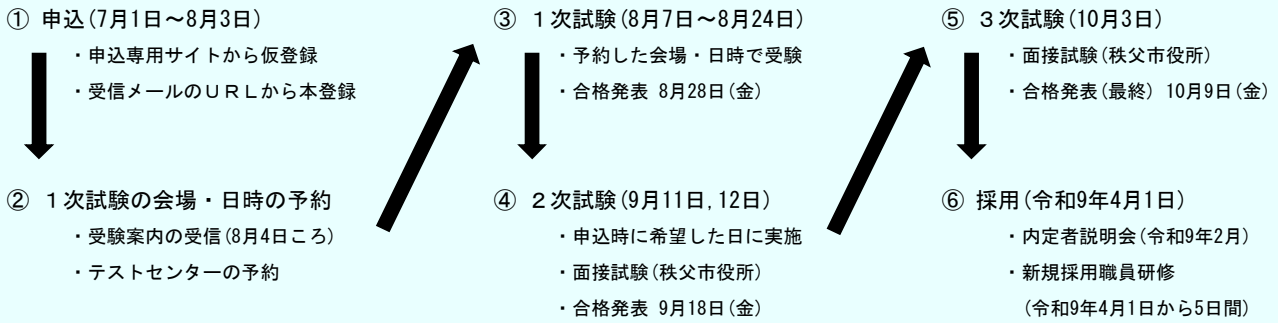 ① 申込(7月1日～8月3日)
・申込専用サイトから仮登録
・受信メールのＵＲＬから本登録
② １次試験の会場・日時の予約
・受験案内の受信(8月4日ころ)
・テストセンターの予約
③ １次試験(8月7日～8月24日)
・予約した会場・日時で受験
・合格発表 8月28日(金)
④ ２次試験(9月11日,12日)
・申込時に希望した日に実施
・面接試験(秩父市役所)
・合格発表 9月18日(金)
⑤ ３次試験(10月3日)
・面接試験(秩父市役所)
・合格発表(最終) 10月9日(金)
⑥ 採用(令和9年4月1日)
・内定者説明会(令和9年2月)
・新規採用職員研修
(令和9年4月1日から5日間)